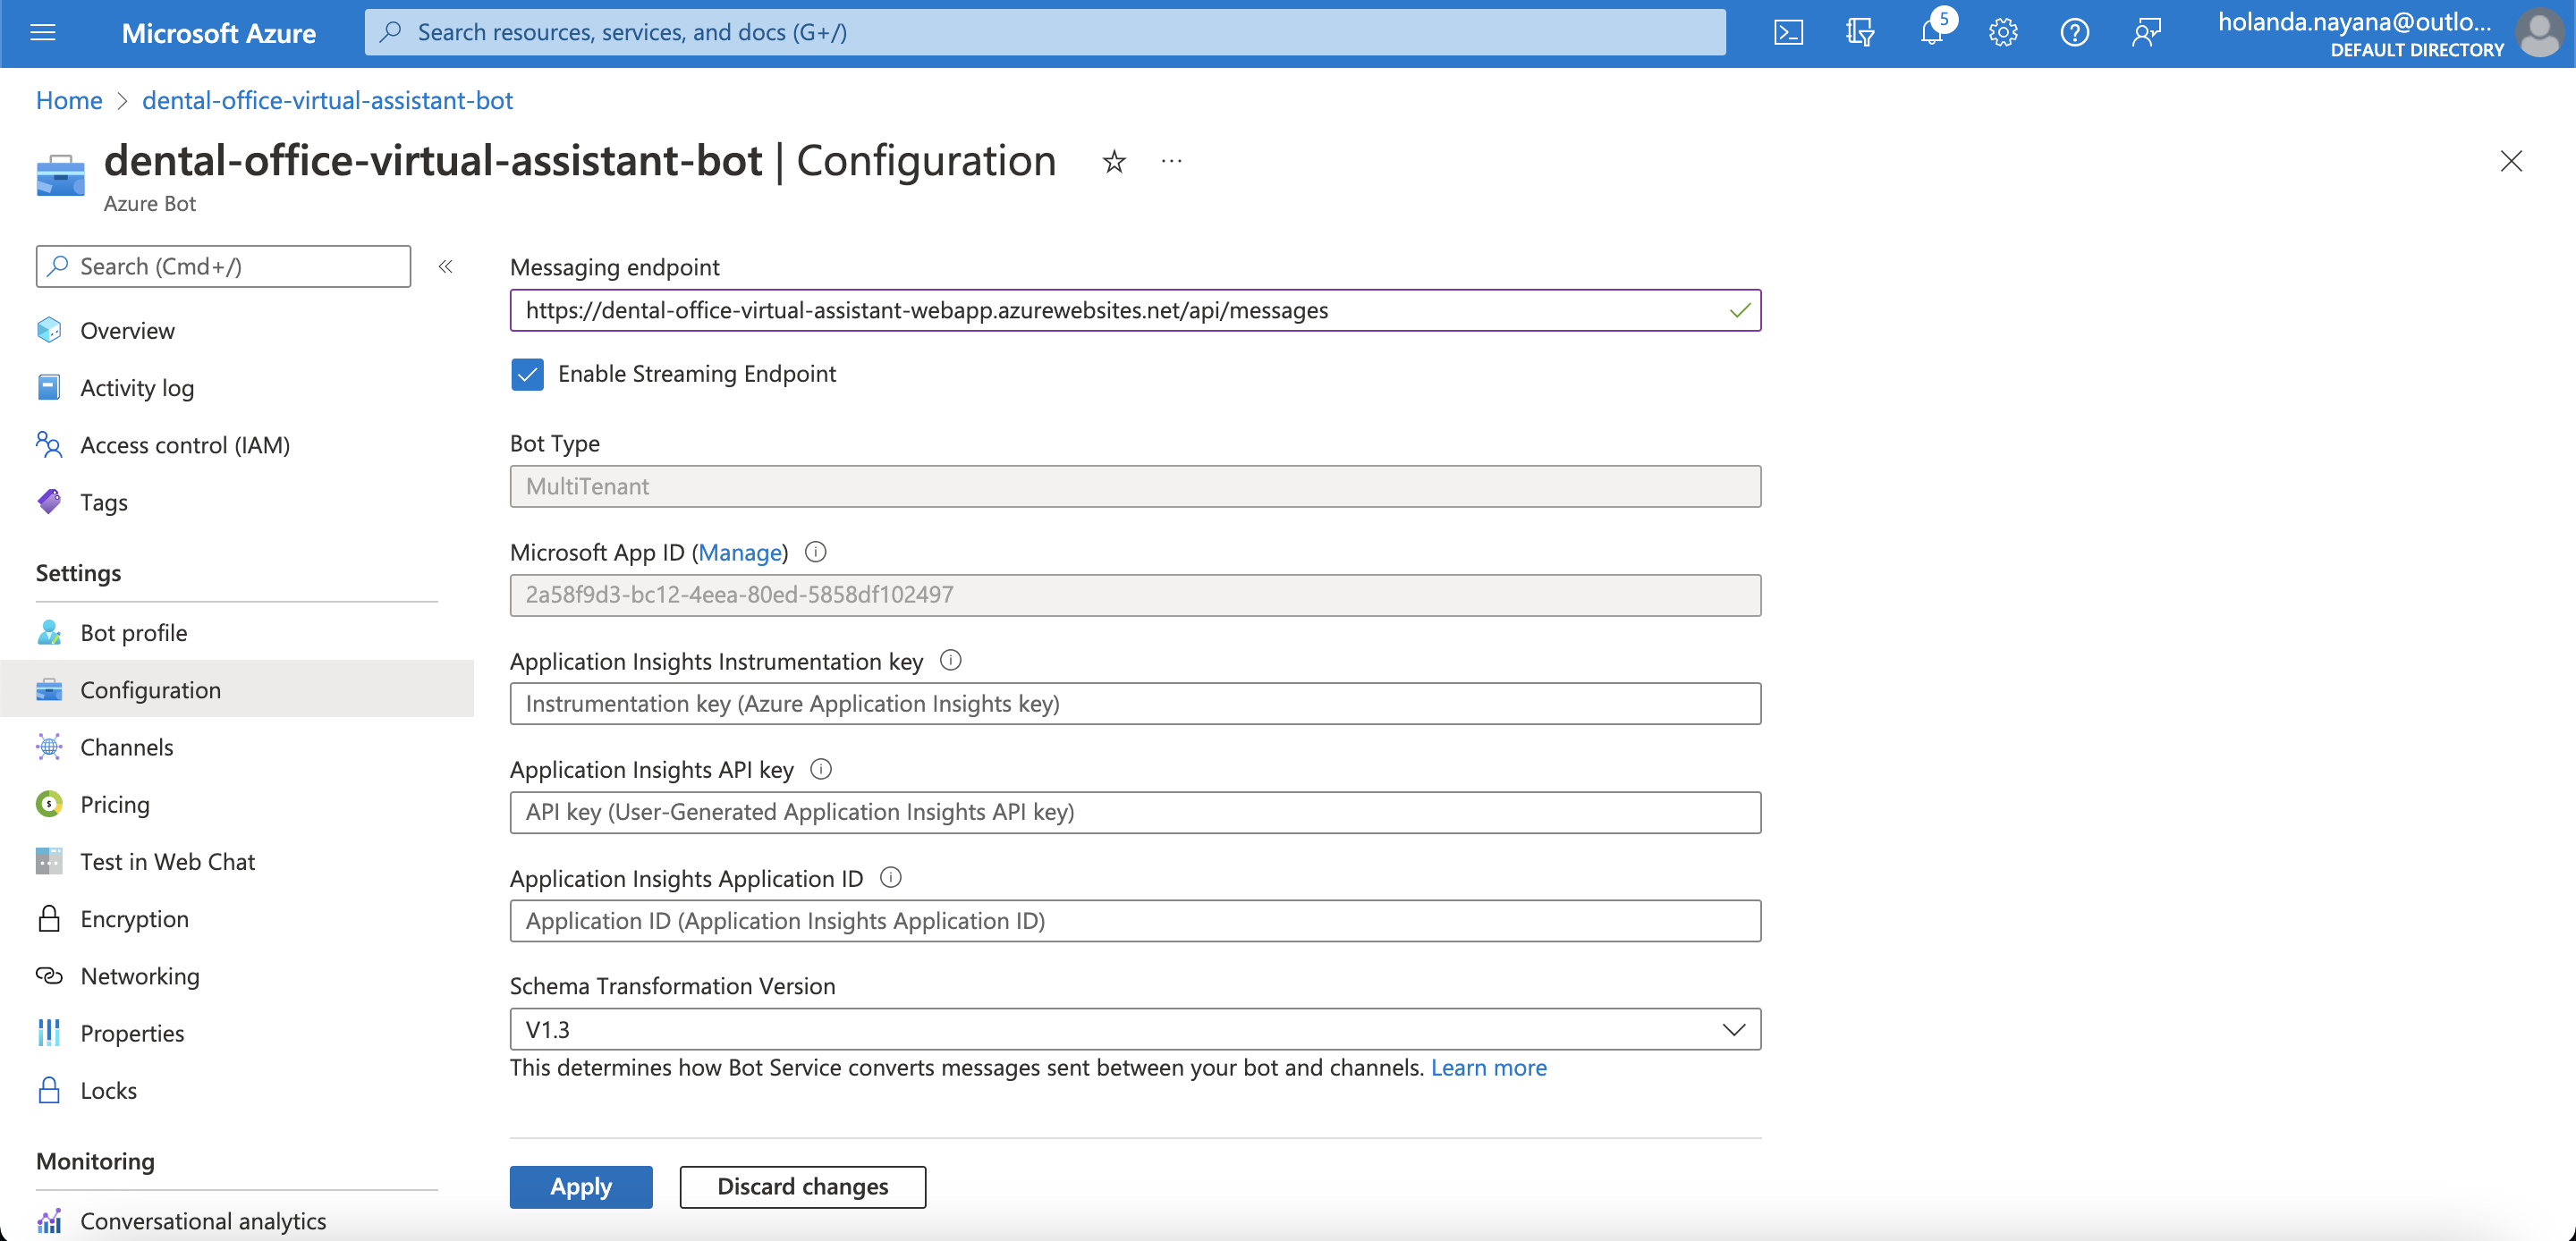 Microsoft Azure
Search resources, services, and docs (G+/)
5
holanda.nayana@outlo...
DEFAULT DIRECTORY
Home > dental-office-virtual-assistant-bot
dental-office-virtual-assistant-bot | Configuration
Azure Bot
Search (Cmd+/)
Overview
Activity log
Access control (IAM)
Tags
Settings
Bot profile
Configuration
Channels
Pricing
Test in Web Chat
Encryption
Networking
Properties
Locks
Monitoring
Conversational analytics
Messaging endpoint
https://dental-office-virtual-assistant-webapp.azurewebsites.net/api/messages
Enable Streaming Endpoint
Bot Type
MultiTenant
Microsoft App ID (Manage)
2a58f9d3-bc12-4eea-80ed-5858df102497
Application Insights Instrumentation key
Instrumentation key (Azure Application Insights key)
Application Insights API key
API key (User-Generated Application Insights API key)
Application Insights Application ID
Application ID (Application Insights Application ID)
Schema Transformation Version
V1.3
This determines how Bot Service converts messages sent between your bot and channels. Learn more
Apply
Discard changes